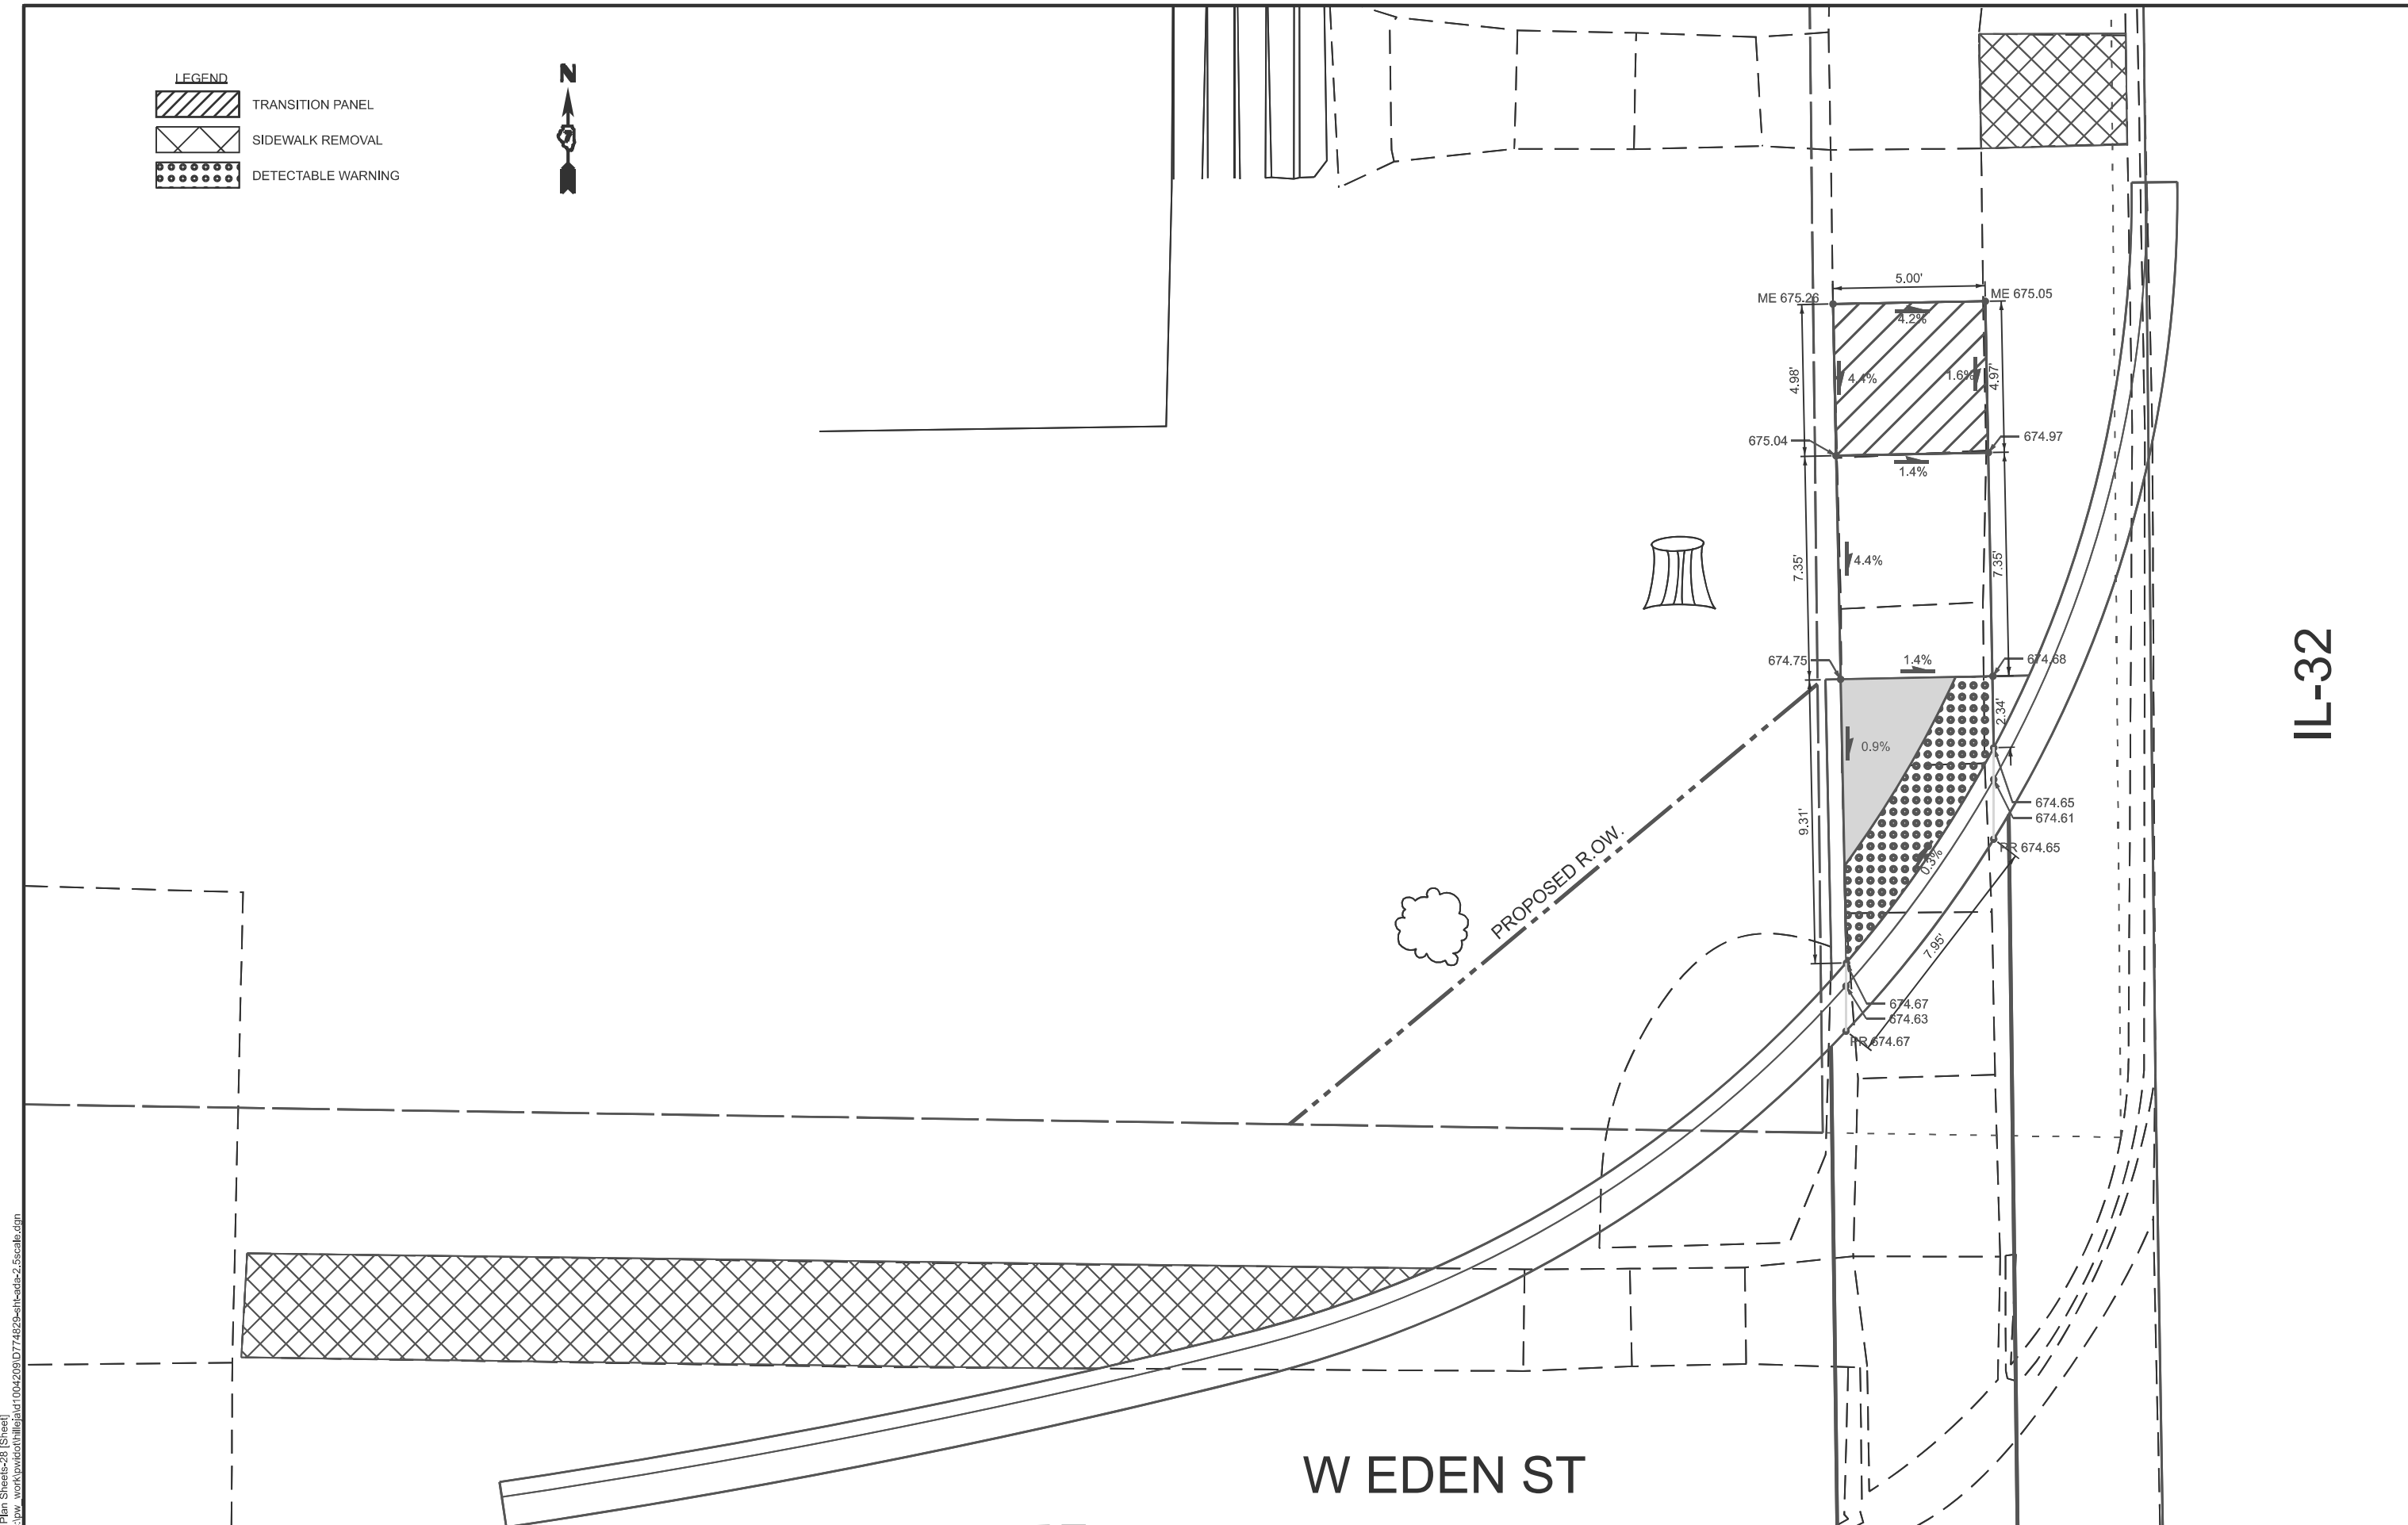 LEGEND
TRANSITION PANEL
SIDEWALK REMOVAL
DETECTABLE WARNING
N
5.00'
ME 675.26
ME 675.05
4.2%
4.98'
4.4%
1.6%
4.97'
675.04
674.97
1.4%
7.35'
4.4%
7.35'
674.75
1.4%
674.68
2.34'
0.9%
9.31'
674.65
674.61
PR 674.65
0.3%
7.95'
674.67
674.63
PR 674.67
PROPOSED R.OW.
IL-32
W EDEN ST
Plan Sheets-28 [Sheet]